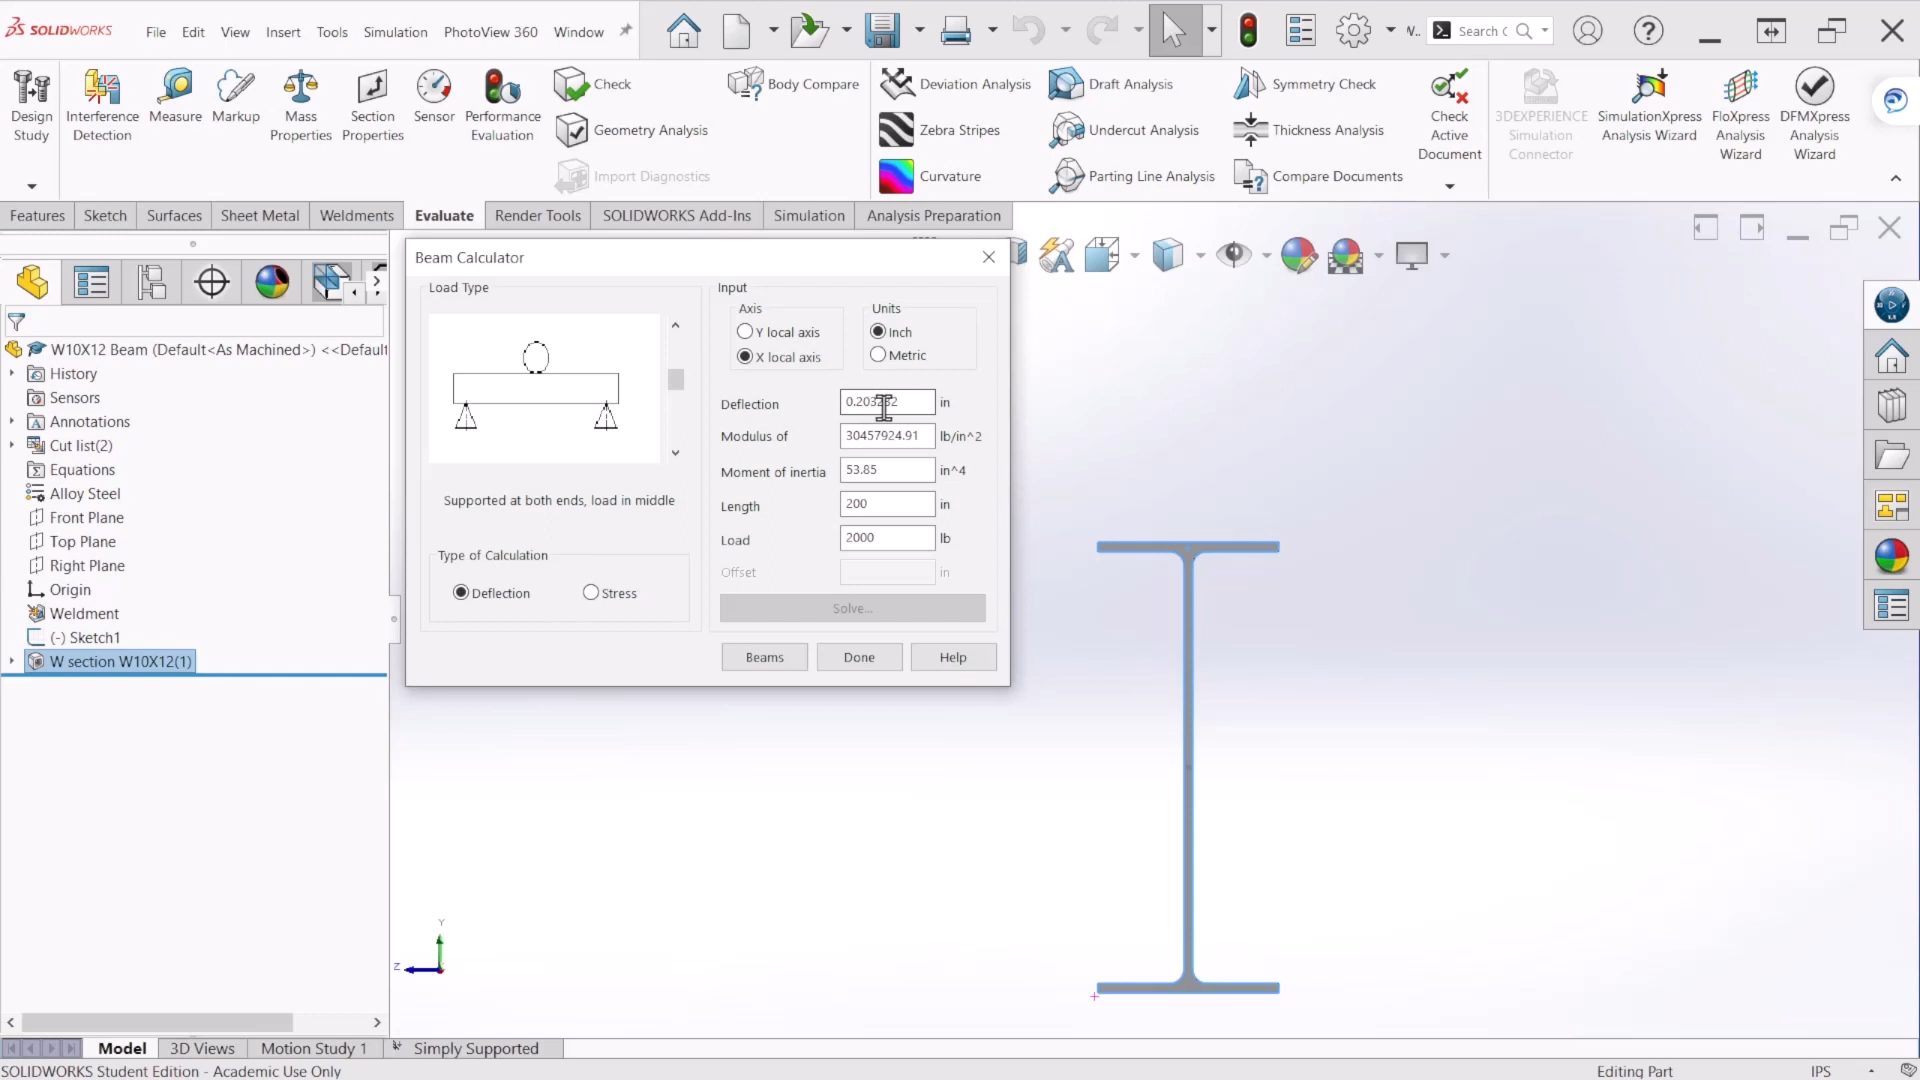 SOLIDWORKS File Edit View Insert Tools Simulation PhotoView 360 Window W.. Search C
Design Study
Interference Detection
Measure
Markup
Mass Properties
Section Properties
Sensor
Performance Evaluation
Check
Geometry Analysis
Import Diagnostics
Body Compare
Deviation Analysis
Zebra Stripes
Curvature
Draft Analysis
Undercut Analysis
Parting Line Analysis
Symmetry Check
Thickness Analysis
Compare Documents
Check Active Document
3DEXPERIENCE Simulation Connector
SimulationXpress Analysis Wizard
FloXpress Analysis Wizard
DFMXpress Analysis Wizard
Features Sketch Surfaces Sheet Metal Weldments Evaluate Render Tools SOLIDWORKS Add-Ins Simulation Analysis Preparation
W10X12 Beam (Default<As Machined>) <<Default
History
Sensors
Annotations
Cut list(2)
Equations
Alloy Steel
Front Plane
Top Plane
Right Plane
Origin
Weldment
(-) Sketch1
W section W10X12(1)
Beam Calculator
Load Type
Supported at both ends, load in middle
Type of Calculation
Deflection Stress
Input
Axis
Y local axis
X local axis
Units
Inch
Metric
Deflection in
Modulus of 30457924.91 lb/in^2
Moment of inertia 53.85 in^4
Length 200 in
Load 2000 lb
Offset in
Solve...
Beams Done Help
Y
Z
Model 3D Views Motion Study 1 Simply Supported
SOLIDWORKS Student Edition - Academic Use Only Editing Part IPS